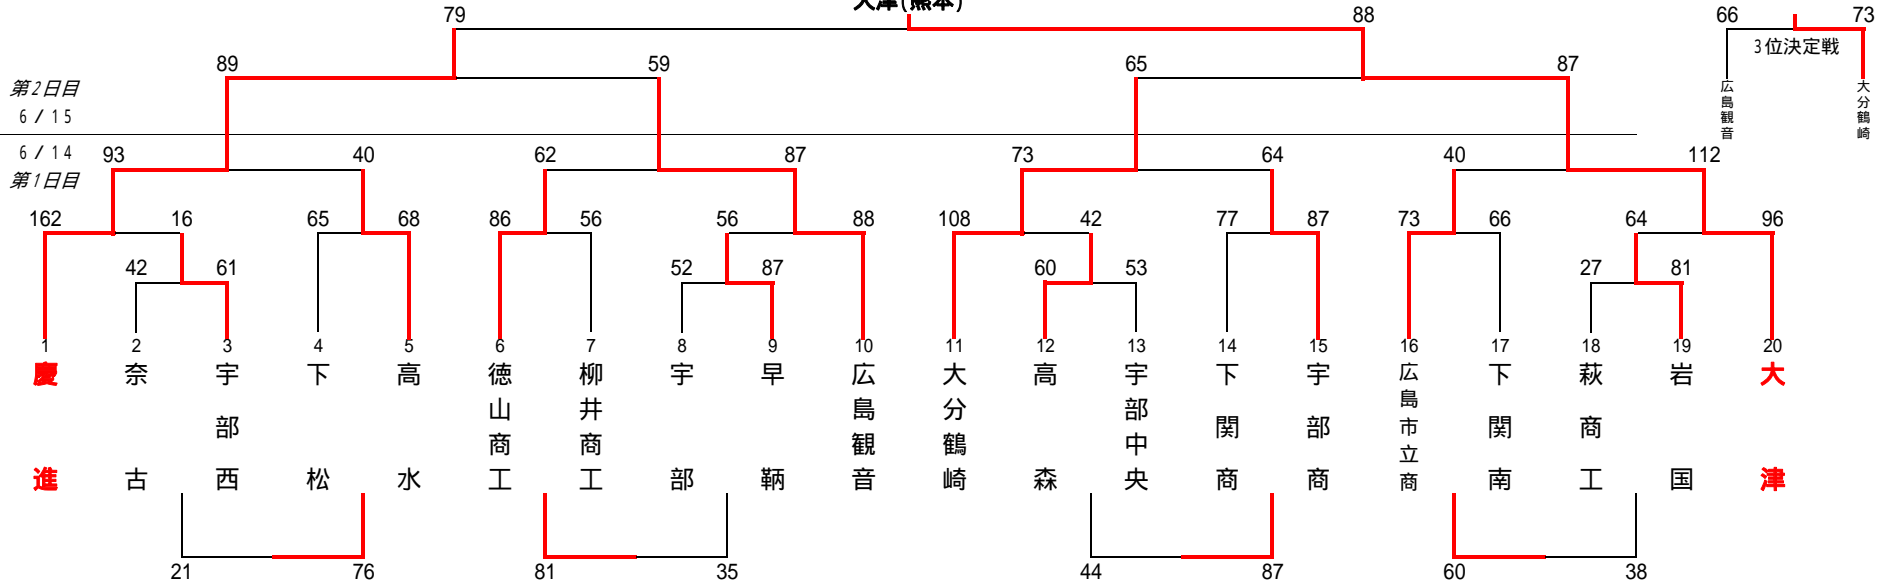 大津(熊本)
79 88 66 73
3位決定戦
89 59 65 87
第2日目
6/15
広島観音 大分鶴崎
6/14
第1日目
93 40 62 87 73 64 40 112
162 16 65 68 86 56 56 88 108 42 77 87 73 66 64 96
42 61 52 87 60 53 27 81
1 2 3 4 5 6 7 8 9 10 11 12 13 14 15 16 17 18 19 20
慶進
奈古
宇部西
下松
高水
徳山商工
柳井商工
宇部
早鞆
広島観音
大分鶴崎
高森
宇部中央
下関商
宇部商
広島市立商
下関南
萩商工
岩国
大津
21 76 81 35 44 87 60 38